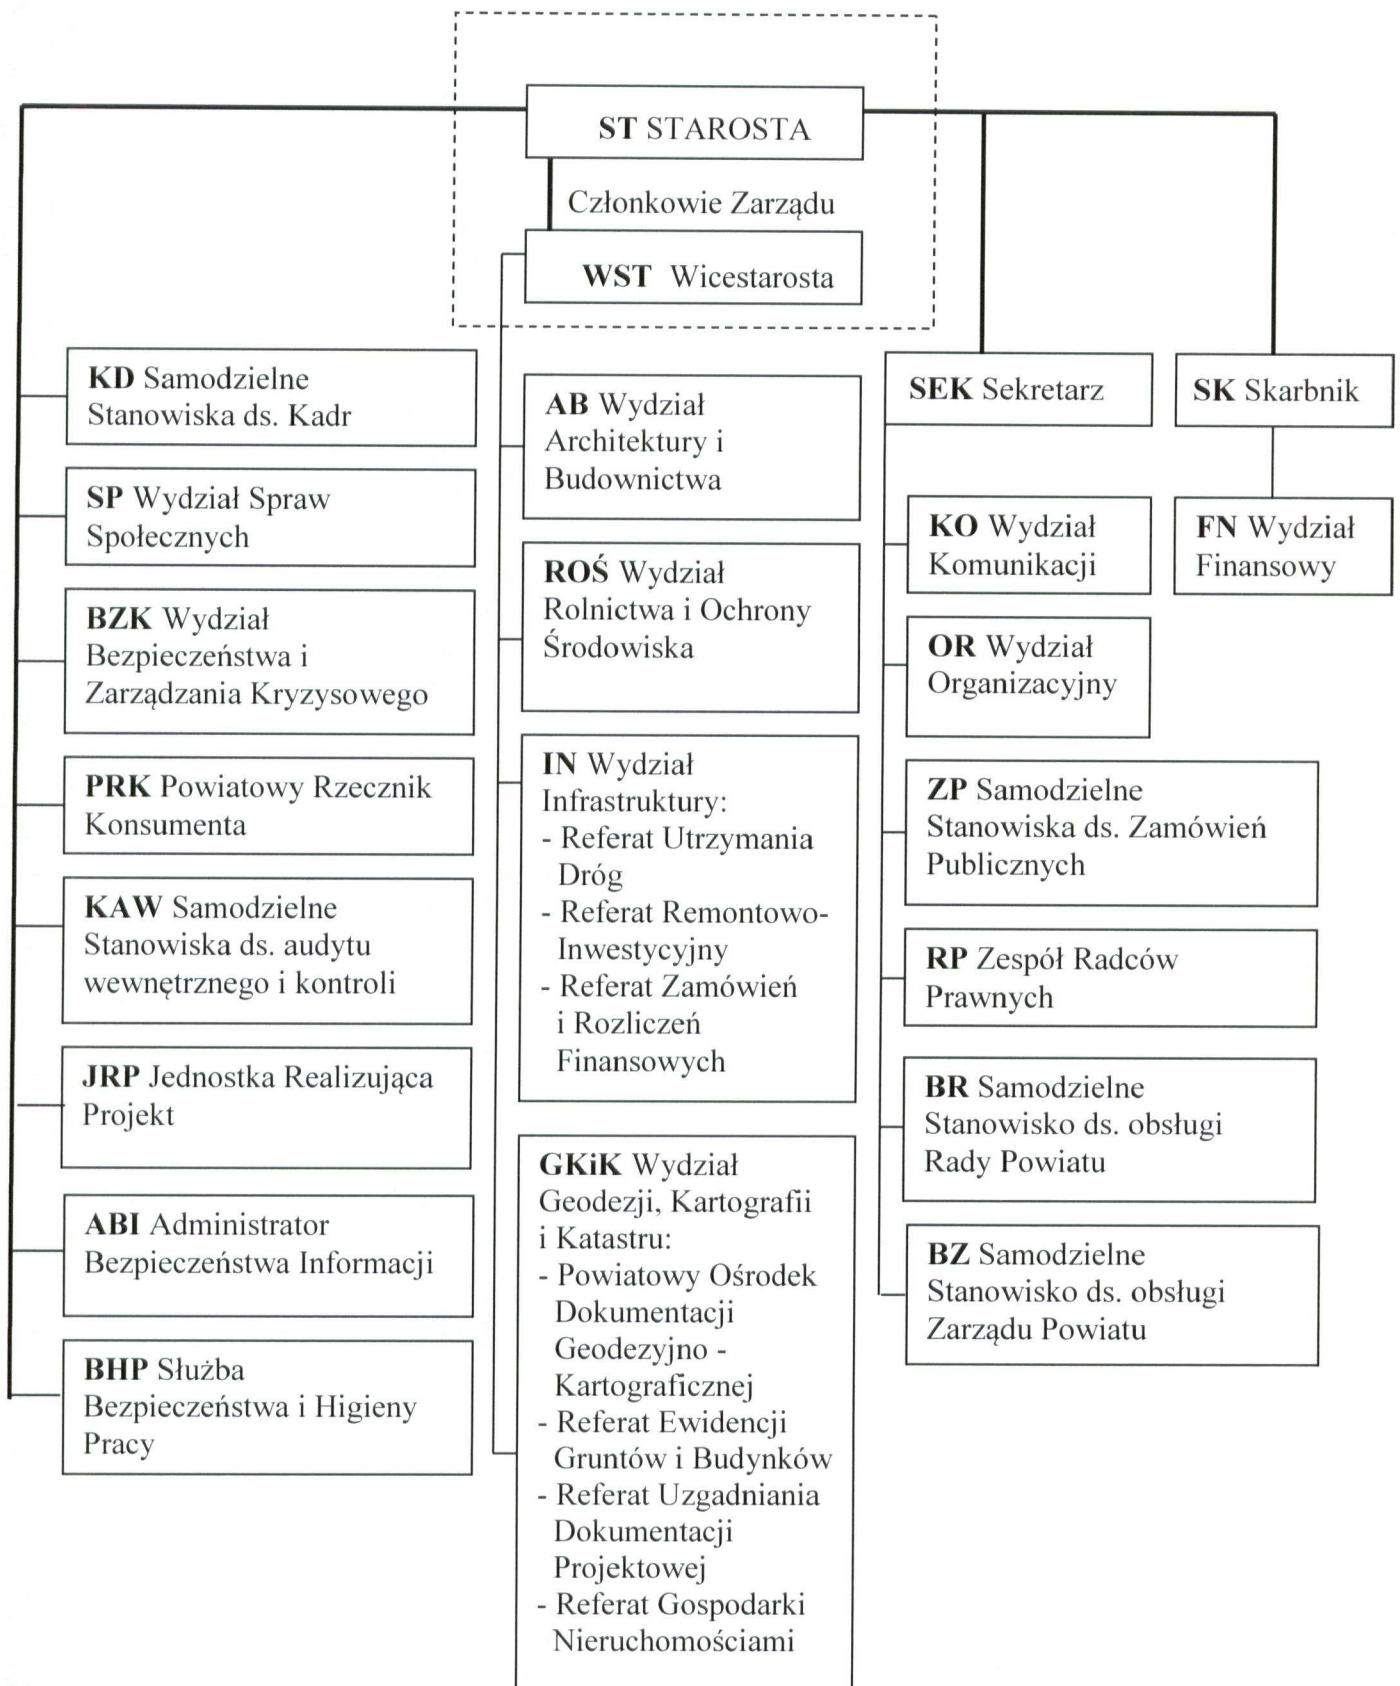 ST STAROSTA
Członkowie Zarządu
WST Wicestarosta
KD Samodzielne
Stanowiska ds. Kadr
SP Wydział Spraw
Społecznych
BZK Wydział
Bezpieczeństwa i
Zarządzania Kryzysowego
PRK Powiatowy Rzecznik
Konsumenta
KAW Samodzielne
Stanowiska ds. audytu
wewnętrznego i kontroli
JRP Jednostka Realizująca
Projekt
ABI Administrator
Bezpieczeństwa Informacji
BHP Służba
Bezpieczeństwa i Higieny
Pracy
AB Wydział
Architektury i
Budownictwa
ROŚ Wydział
Rolnictwa i Ochrony
Środowiska
IN Wydział
Infrastruktury:
- Referat Utrzymania
Dróg
- Referat Remontowo-
Inwestycyjny
- Referat Zamówień
i Rozliczeń
Finansowych
GKiK Wydział
Geodezji, Kartografii
i Katastru:
- Powiatowy Ośrodek
Dokumentacji
Geodezyjno -
Kartograficznej
- Referat Ewidencji
Gruntów i Budynków
- Referat Uzgadniania
Dokumentacji
Projektowej
- Referat Gospodarki
Nieruchomościami
SEK Sekretarz
KO Wydział
Komunikacji
OR Wydział
Organizacyjny
ZP Samodzielne
Stanowiska ds. Zamówień
Publicznych
RP Zespół Radców
Prawnych
BR Samodzielne
Stanowisko ds. obsługi
Rady Powiatu
BZ Samodzielne
Stanowisko ds. obsługi
Zarządu Powiatu
SK Skarbnik
FN Wydział
Finansowy